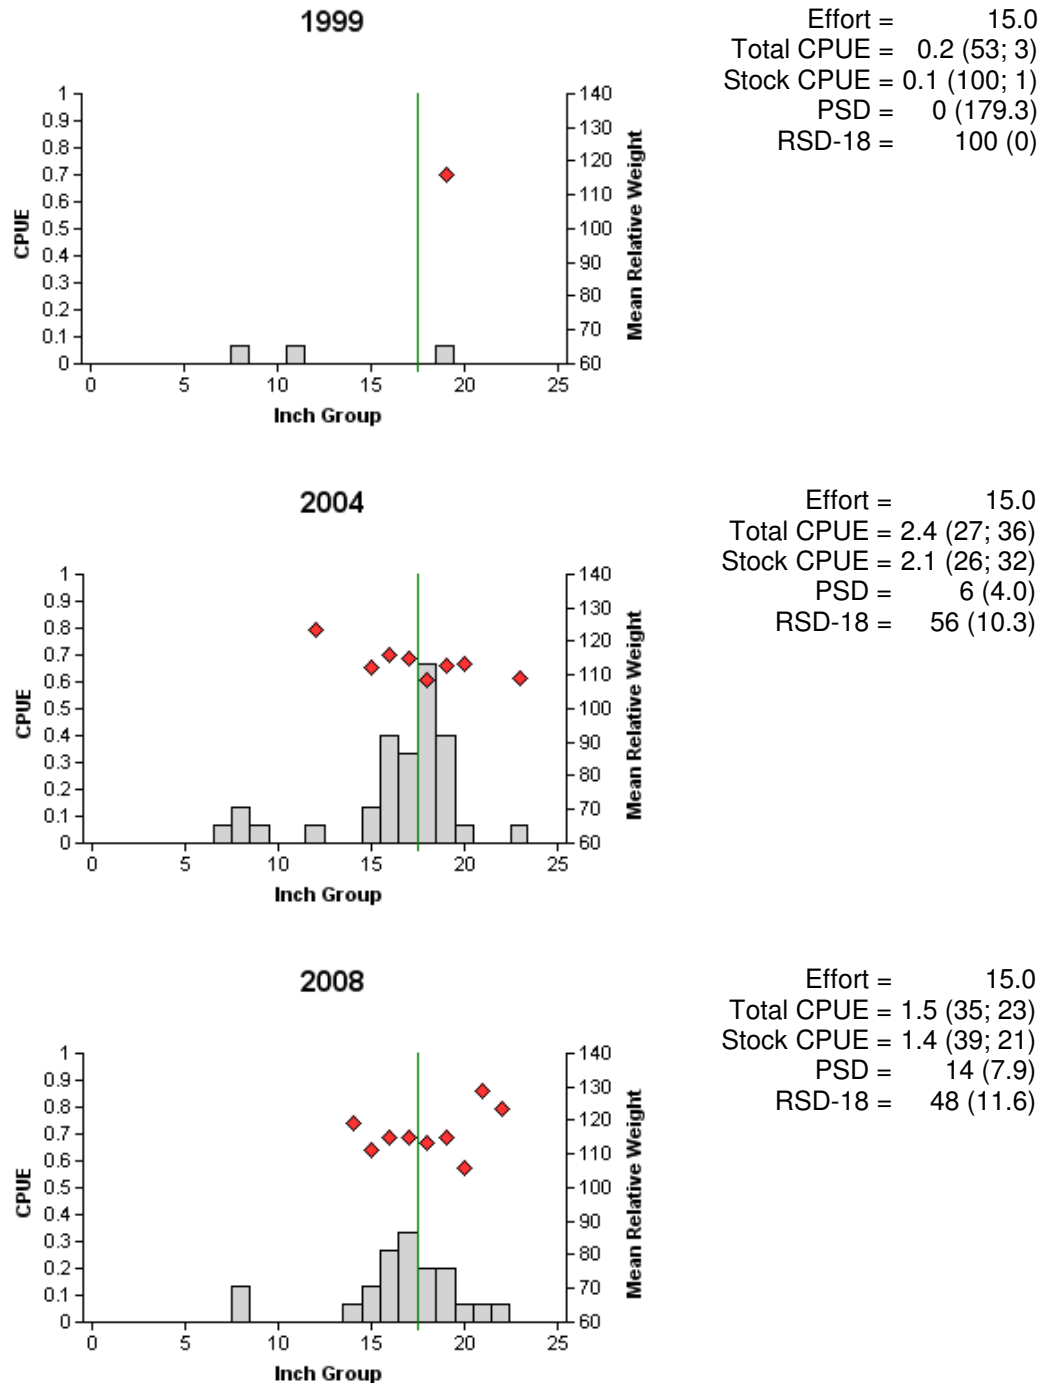 1999
Effort = 15.0
Total CPUE = 0.2 (53; 3)
Stock CPUE = 0.1 (100; 1)
PSD = 0 (179.3)
RSD-18 = 100 (0)
1 140
0.9 130
0.8 120
0.7 110
0.6 100
0.5 90
0.4 80
0.3 70
0.2 60
0.1
0
CPUE
Mean Relative Weight
0 5 10 15 20 25
Inch Group
2004
Effort = 15.0
Total CPUE = 2.4 (27; 36)
Stock CPUE = 2.1 (26; 32)
PSD = 6 (4.0)
RSD-18 = 56 (10.3)
1 140
0.9 130
0.8 120
0.7 110
0.6 100
0.5 90
0.4 80
0.3 70
0.2 60
0.1
0
CPUE
Mean Relative Weight
0 5 10 15 20 25
Inch Group
2008
Effort = 15.0
Total CPUE = 1.5 (35; 23)
Stock CPUE = 1.4 (39; 21)
PSD = 14 (7.9)
RSD-18 = 48 (11.6)
1 140
0.9 130
0.8 120
0.7 110
0.6 100
0.5 90
0.4 80
0.3 70
0.2 60
0.1
0
CPUE
Mean Relative Weight
0 5 10 15 20 25
Inch Group